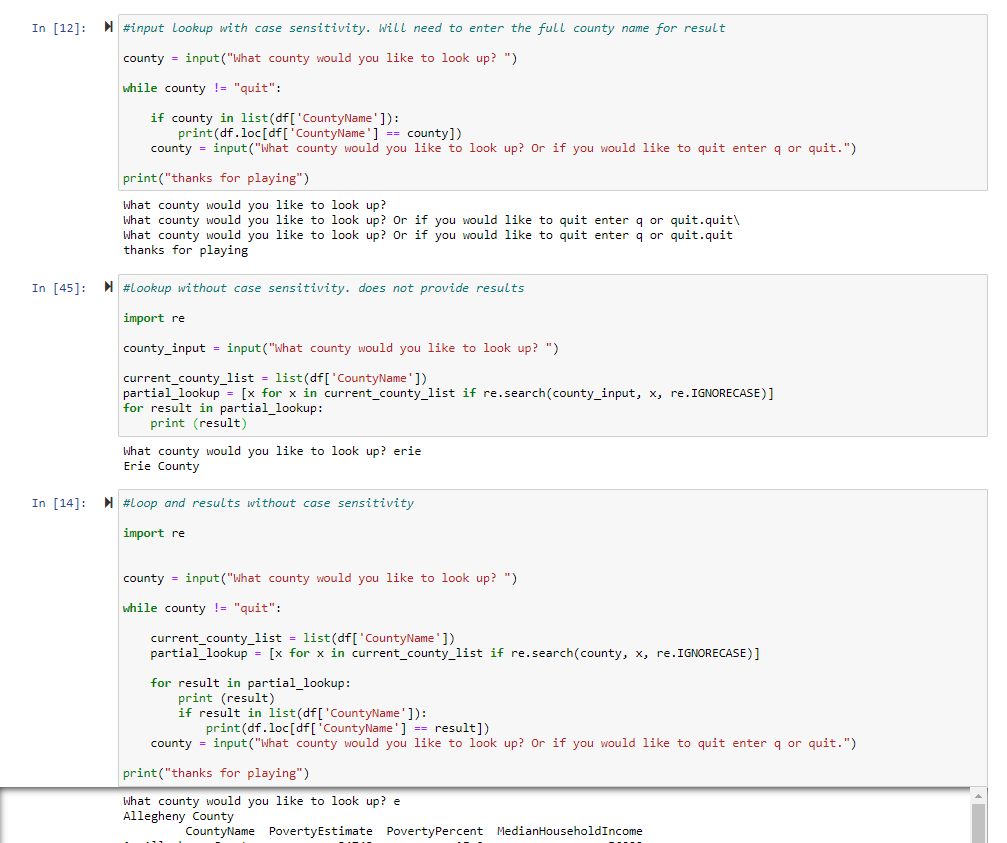 In [12]: #input lookup with case sensitivity. Will need to enter the full county name for result
county = input("What county would you like to look up? ")
while county != "quit":
if county in list(df['CountyName']):
print(df.loc[df['CountyName'] == county])
county = input("What county would you like to look up? Or if you would like to quit enter q or quit.")
print("thanks for playing")
What county would you like to look up?
What county would you like to look up? Or if you would like to quit enter q or quit.quit\
What county would you like to look up? Or if you would like to quit enter q or quit.quit
thanks for playing
In [45]: #lookup without case sensitivity. does not provide results
import re
county_input = input("What county would you like to look up? ")
current_county_list = list(df['CountyName'])
partial_lookup = [x for x in current_county_list if re.search(county_input, x, re.IGNORECASE)]
for result in partial_lookup:
print (result)
What county would you like to look up? erie
Erie County
In [14]: #loop and results without case sensitivity
import re
county = input("What county would you like to look up? ")
while county != "quit":
current_county_list = list(df['CountyName'])
partial_lookup = [x for x in current_county_list if re.search(county, x, re.IGNORECASE)]
for result in partial_lookup:
print (result)
if result in list(df['CountyName']):
print(df.loc[df['CountyName'] == result])
county = input("What county would you like to look up? Or if you would like to quit enter q or quit.")
print("thanks for playing")
What county would you like to look up? e
Allegheny County
CountyName PovertyEstimate PovertyPercent MedianHouseholdIncome